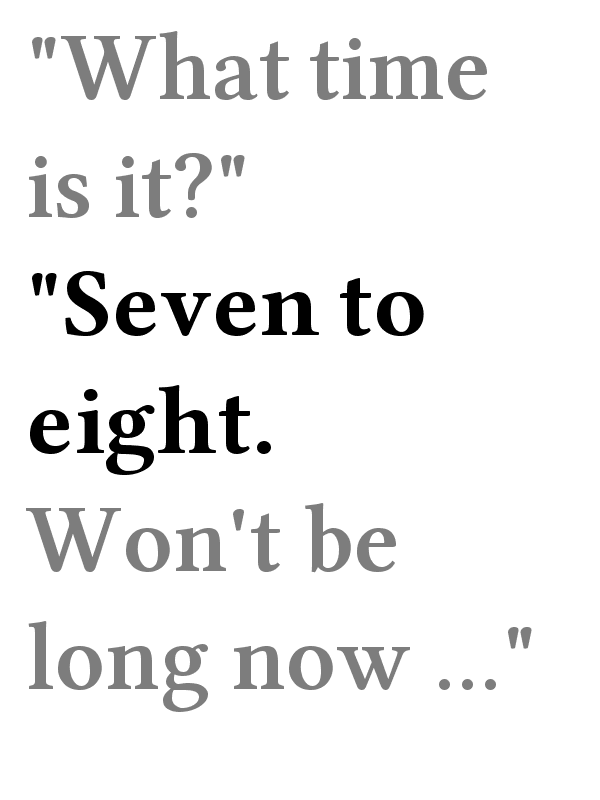 "What time
is it?"
"Seven to
eight.
Won't be
long now ..."